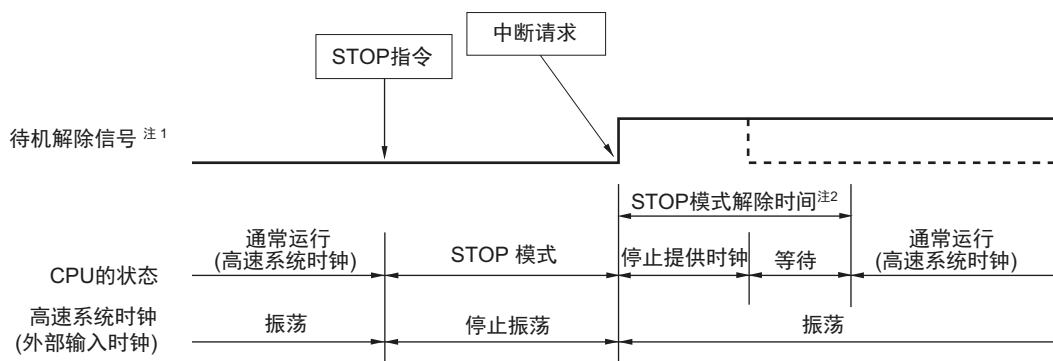 中断请求
STOP指令
待机解除信号 注1
STOP模式解除时间注2
通常运行
(高速系统时钟)
STOP 模式
停止提供时钟
等待
通常运行
(高速系统时钟)
CPU的状态
高速系统时钟
(外部输入时钟)
振荡
停止振荡
振荡